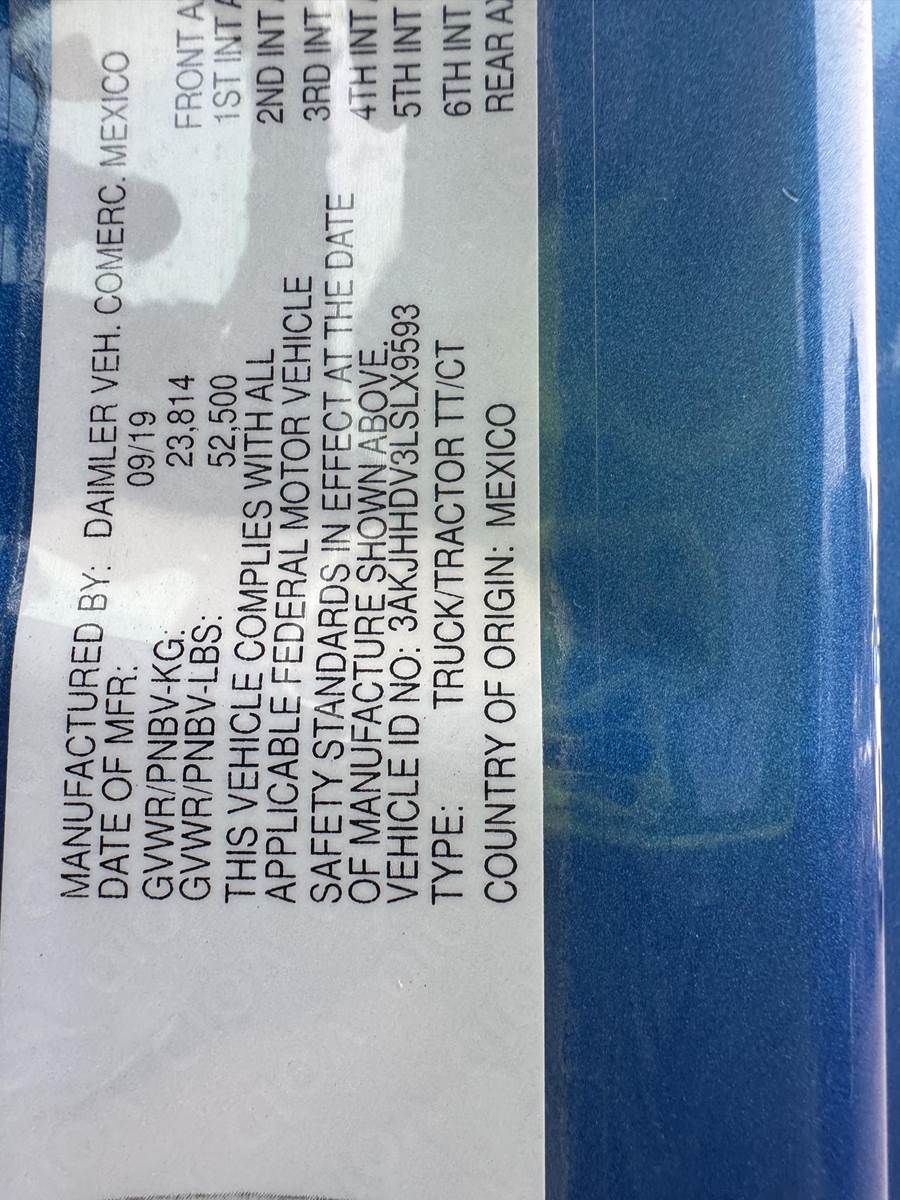 MANUFACTURED BY: DAIMLER VEH. COMERC. MEXICO
DATE OF MFR: 09/19
GVWR/PNBV-KG: 23,814
GVWR/PNBV-LBS: 52,500
THIS VEHICLE COMPLIES WITH ALL
APPLICABLE FEDERAL MOTOR VEHICLE
SAFETY STANDARDS IN EFFECT AT THE DATE
OF MANUFACTURE SHOWN ABOVE.
VEHICLE ID NO: 3AKJHHDV3LSLX9593
TYPE: TRUCK/TRACTOR TT/CT
COUNTRY OF ORIGIN: MEXICO
FRONT A
1ST INT A
2ND INT
3RD INT
4TH INT
5TH INT
6TH INT
REAR AX